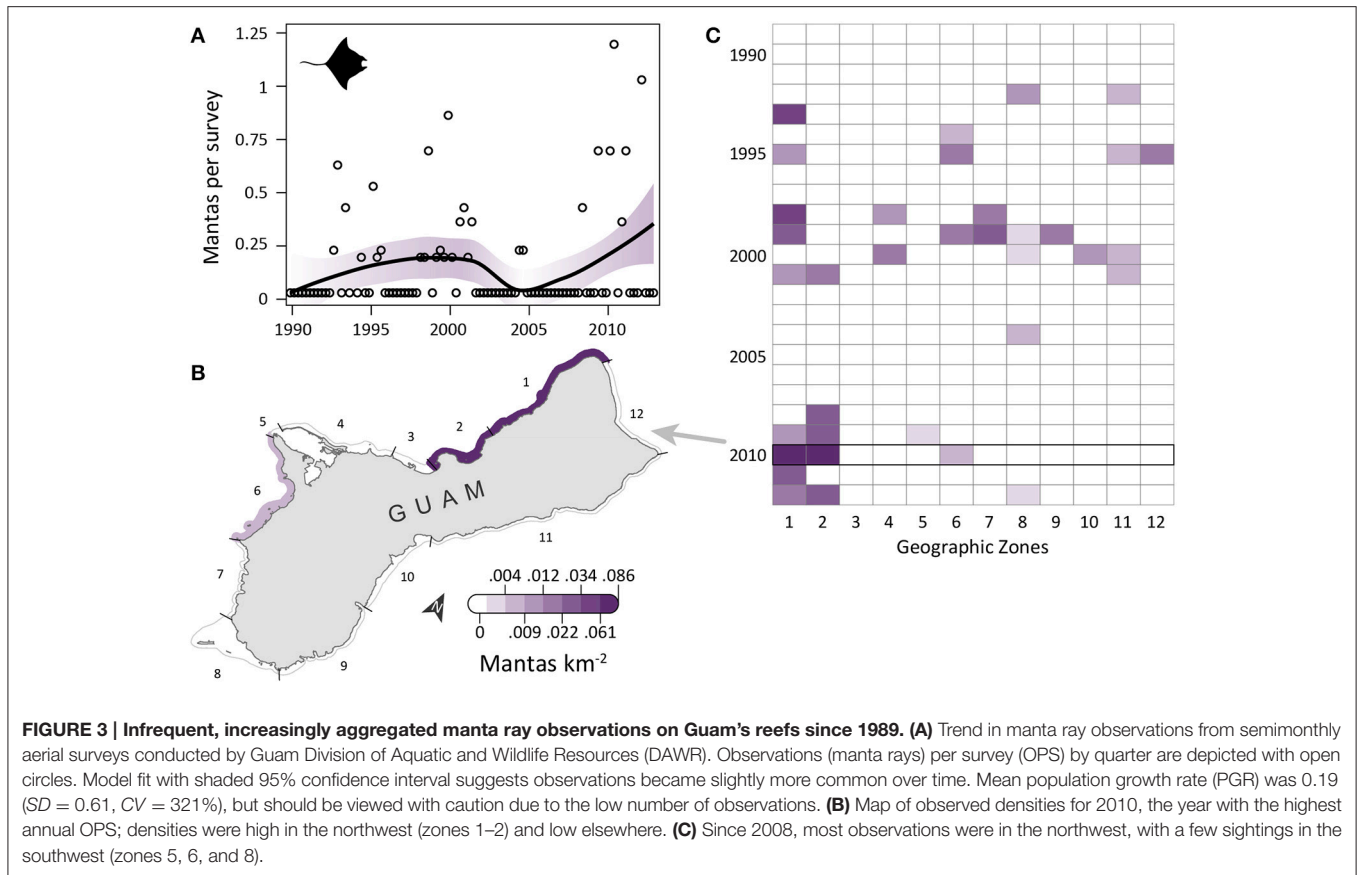 A
1.25
1
0.75
0.5
0.25
0
Mantas per survey
1990 1995 2000 2005 2010
B
1
2
3
4
5
6
7
8
9
10
11
12
GUAM
N
.004 .012 .034 .086
0 .009 .022 .061
Mantas km-2
C
1990
1995
2000
2005
2010
1 2 3 4 5 6 7 8 9 10 11 12
Geographic Zones
FIGURE 3 | Infrequent, increasingly aggregated manta ray observations on Guam's reefs since 1989. (A) Trend in manta ray observations from semimonthly
aerial surveys conducted by Guam Division of Aquatic and Wildlife Resources (DAWR). Observations (manta rays) per survey (OPS) by quarter are depicted with open
circles. Model fit with shaded 95% confidence interval suggests observations became slightly more common over time. Mean population growth rate (PGR) was 0.19
(SD = 0.61, CV = 321%), but should be viewed with caution due to the low number of observations. (B) Map of observed densities for 2010, the year with the highest
annual OPS; densities were high in the northwest (zones 1–2) and low elsewhere. (C) Since 2008, most observations were in the northwest, with a few sightings in the
southwest (zones 5, 6, and 8).